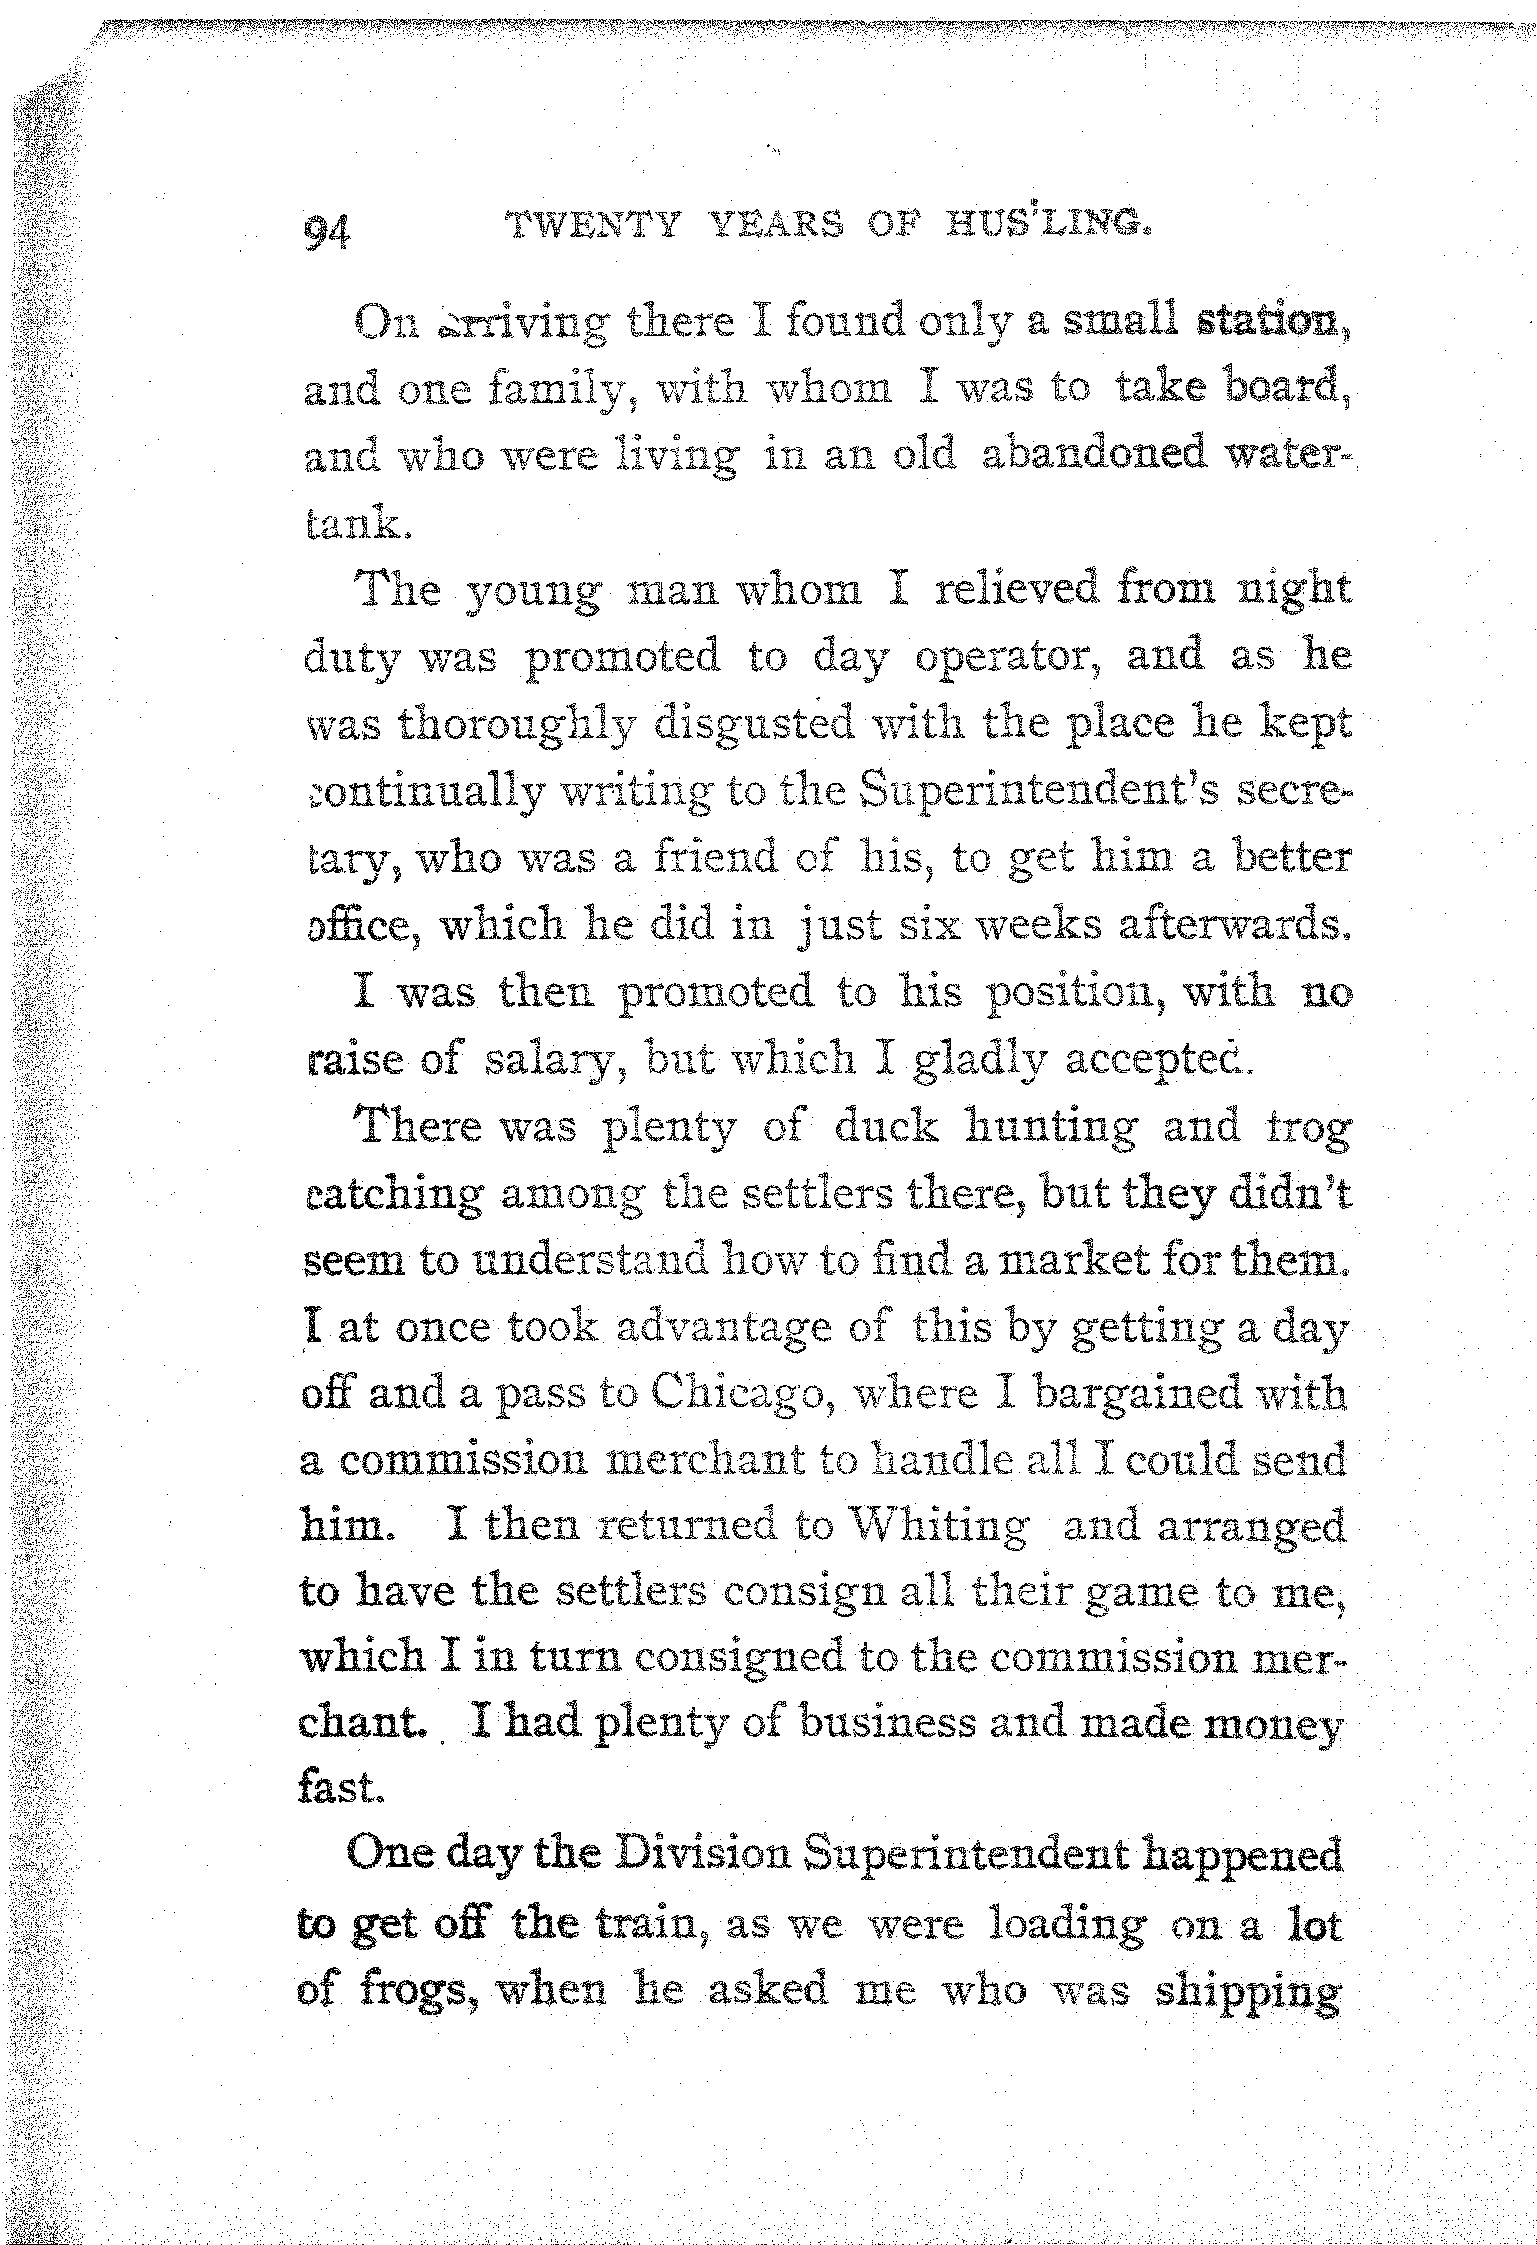 94 TWENTY YEARS OF HUS'LING.
On arriving there I found only a small station,
and one family, with whom I was to take board,
and who were living in an old abandoned water-
tank.
The young man whom I relieved from night
duty was promoted to day operator, and as he
was thoroughly disgusted with the place he kept
continually writing to the Superintendent's secre-
tary, who was a friend of his, to get him a better
office, which he did in just six weeks afterwards.
I was then promoted to his position, with no
raise of salary, but which I gladly accepted.
There was plenty of duck hunting and frog
catching among the settlers there, but they didn't
seem to understand how to find a market for them.
I at once took advantage of this by getting a day
off and a pass to Chicago, where I bargained with
a commission merchant to handle all I could send
him. I then returned to Whiting and arranged
to have the settlers consign all their game to me,
which I in turn consigned to the commission mer-
chant. I had plenty of business and made money
fast.
One day the Division Superintendent happened
to get off the train, as we were loading on a lot
of frogs, when he asked me who was shipping